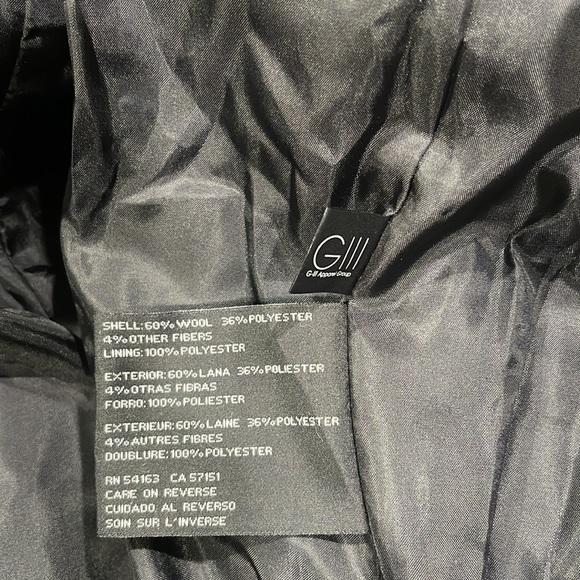 GIII
G-III Apparel Group
SHELL:60%WOOL 36%POLYESTER
4%OTHER FIBERS
LINING:100%POLYESTER
EXTERIOR:60%LANA 36%POLIESTER
4%OTRAS FIBRAS
FORRO:100%POLIESTER
EXTERIEUR:60%LAINE 36%POLYESTER
4%AUTRES FIBRES
DOUBLURE:100%POLYESTER
RN 54163 CA 57151
CARE ON REVERSE
CUIDADO AL REVERSO
SOIN SUR L'INVERSE